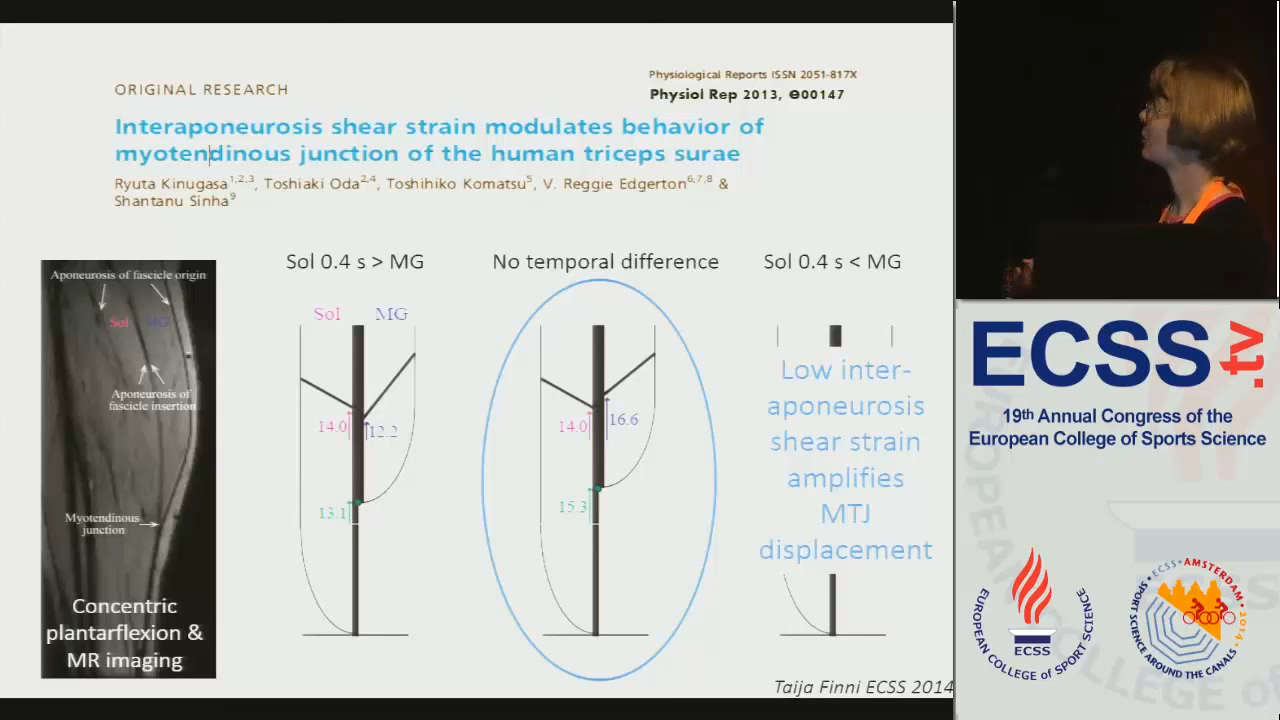 ORIGINAL RESEARCH
Physiological Reports ISSN 2051-817X
Physiol Rep 2013, e00147
Interaponeurosis shear strain modulates behavior of
myotendinous junction of the human triceps surae
Ryuta Kinugasa1,2,3, Toshiaki Oda2,4, Toshihiko Komatsu5, V. Reggie Edgerton6,7,8 &
Shantanu Sinha9
Aponeurosis of fascicle origin
Sol MG
Aponeurosis of
fascicle insertion
Myotendinous
junction
Concentric
plantarflexion &
MR imaging
Sol 0.4 s > MG
Sol MG
14.0
12.2
13.1
No temporal difference
14.0
16.6
15.3
Sol 0.4 s < MG
Low inter-
aponeurosis
shear strain
amplifies
MTJ
displacement
Taija Finni ECSS 2014
ECSS.tv
19th Annual Congress of the
European College of Sports Science
EUROPEAN COLLEGE OF SPORT SCIENCE
ECSS
ECSS • AMSTERDAM • 2014
SPORT SCIENCE AROUND THE CANALS